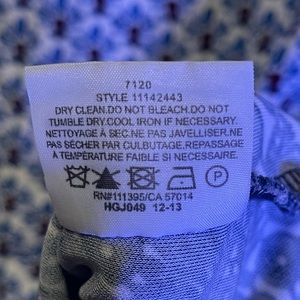 7120
STYLE 11142443
DRY CLEAN.DO NOT BLEACH.DO NOT
TUMBLE DRY.COOL IRON IF NECESSARY.
NETTOYAGE À SEC.NE PAS JAVELLISER.NE
PAS SÉCHER PAR CULBUTAGE.REPASSAGE
À TEMPÉRATURE FAIBLE SI NÉCESSAIRE.
P
RN#111395/CA 57014
HGJ049 12-13